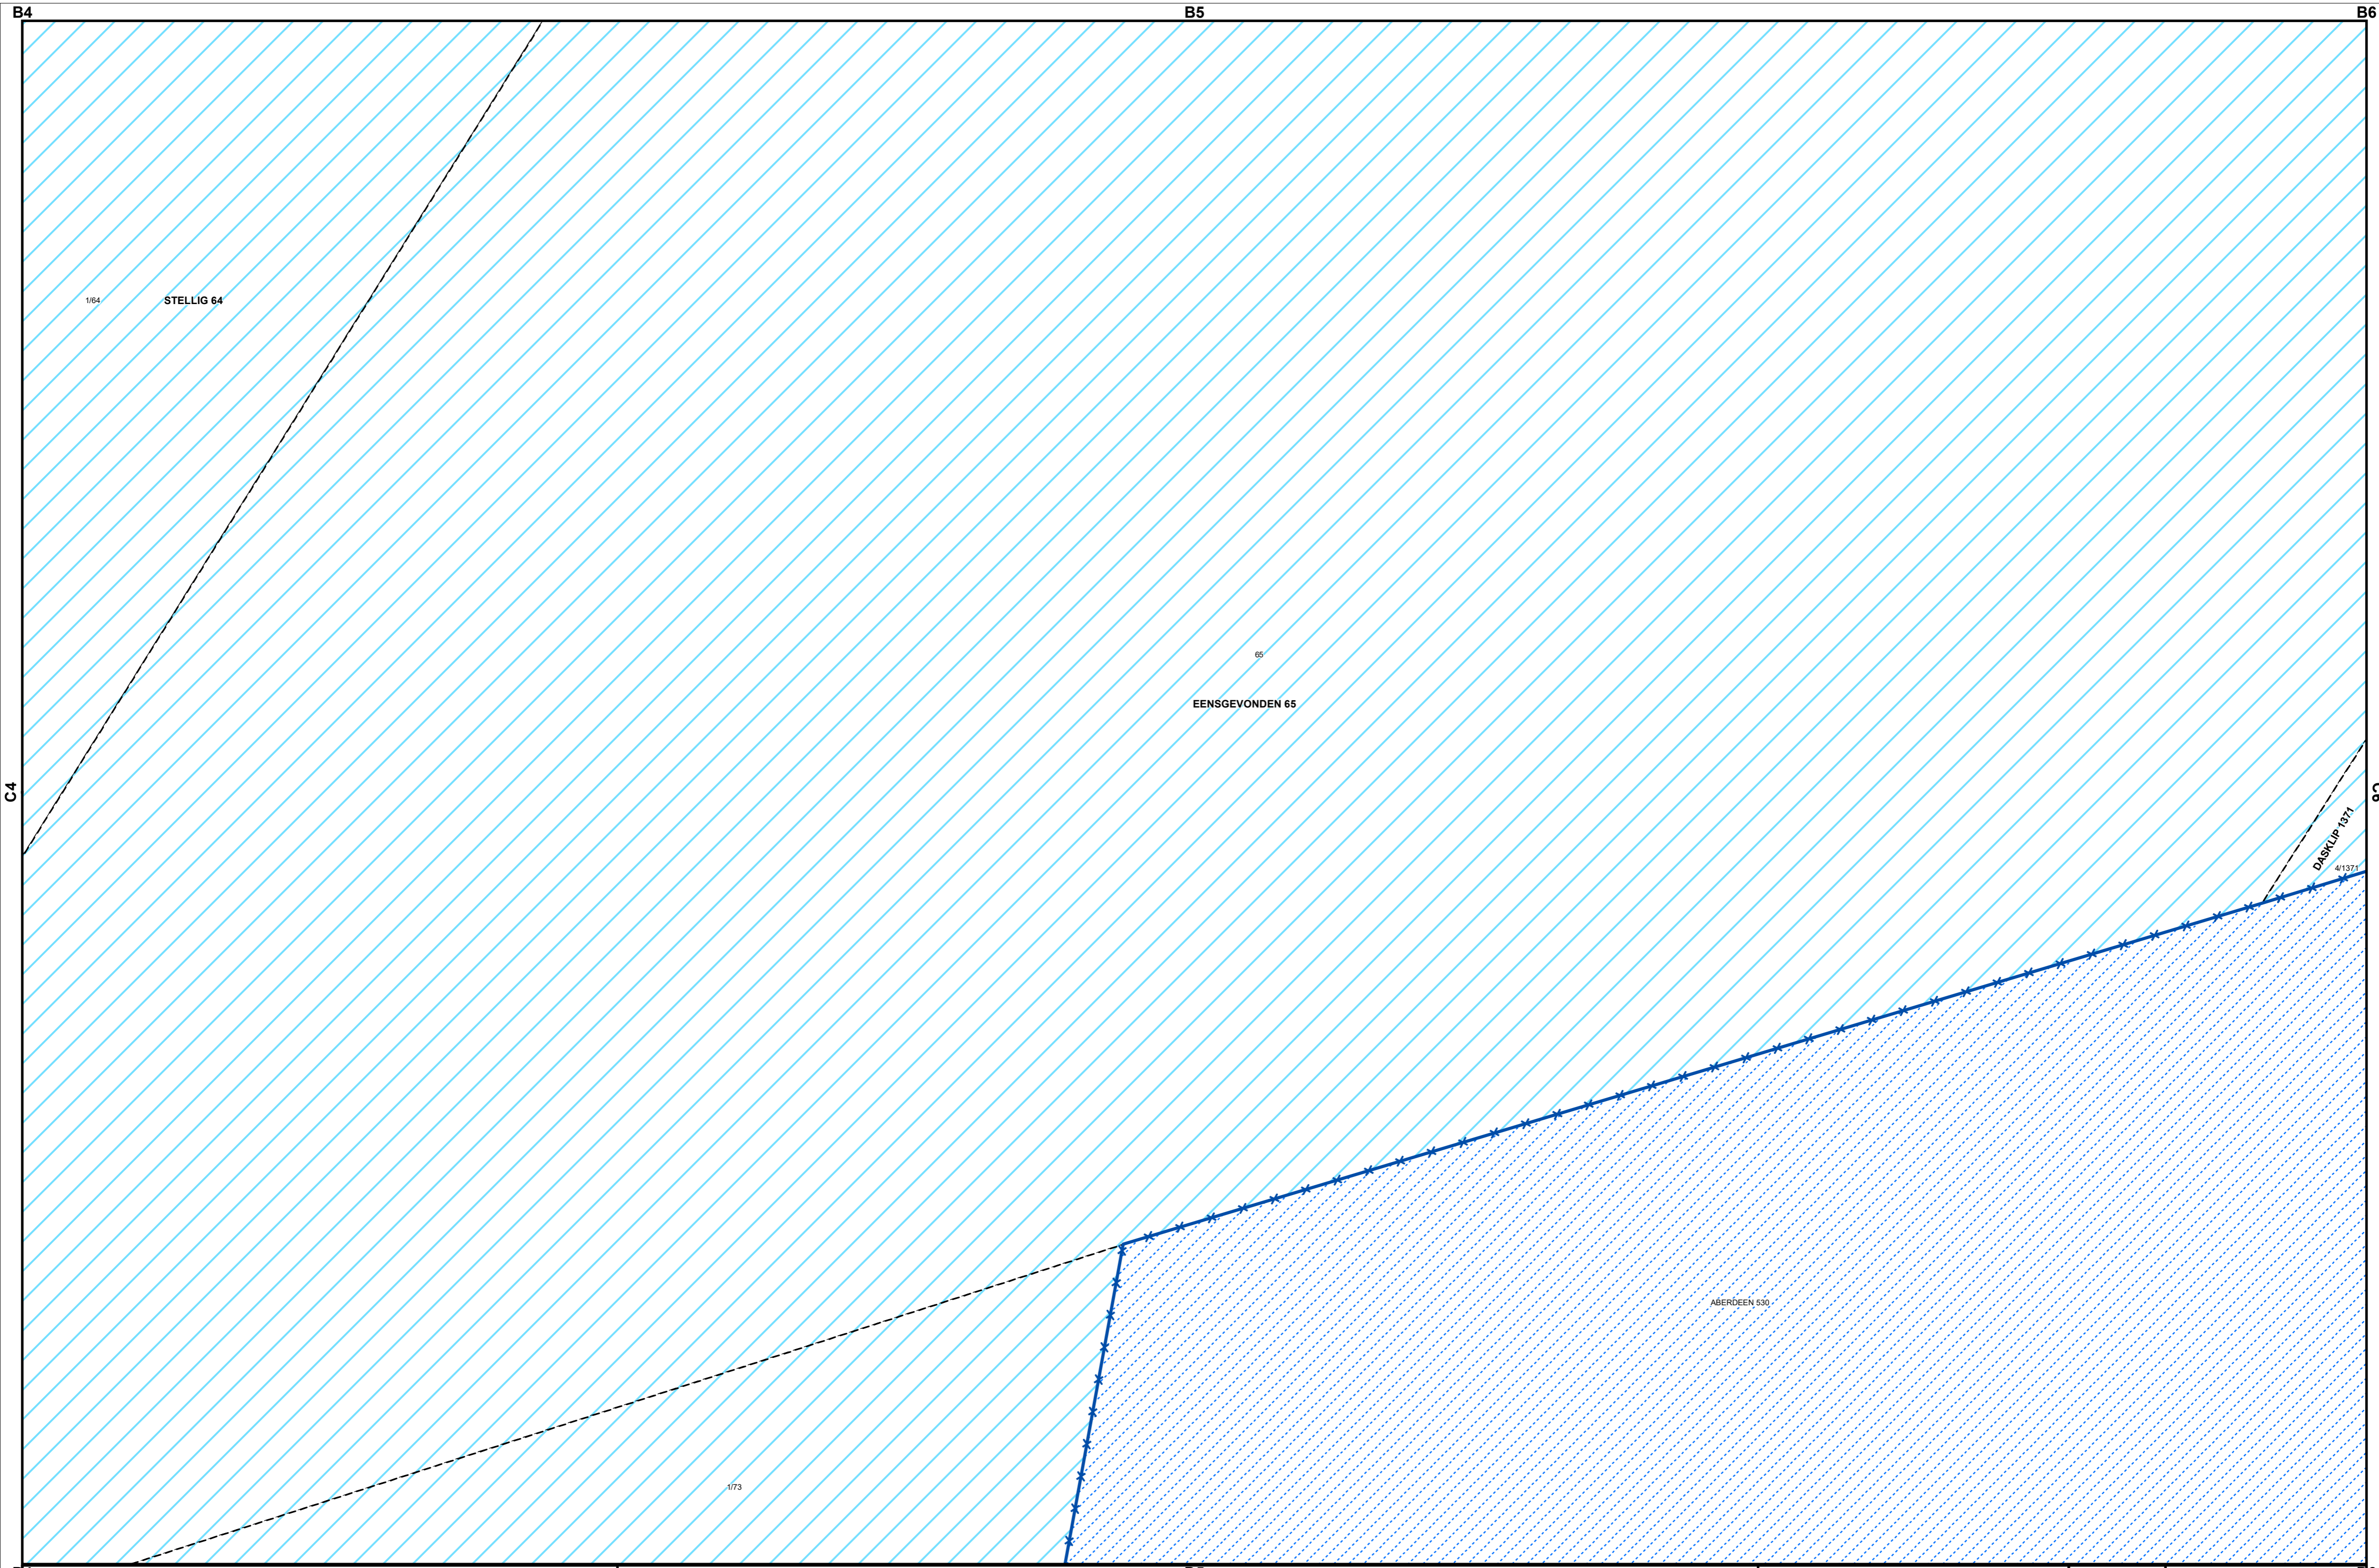 B4
B5
B6
1/64
STELLIG 64
65
EENSGEVONDEN 65
C4
DASKLIP 1371
4/1371
ABERDEEN 530
1/73